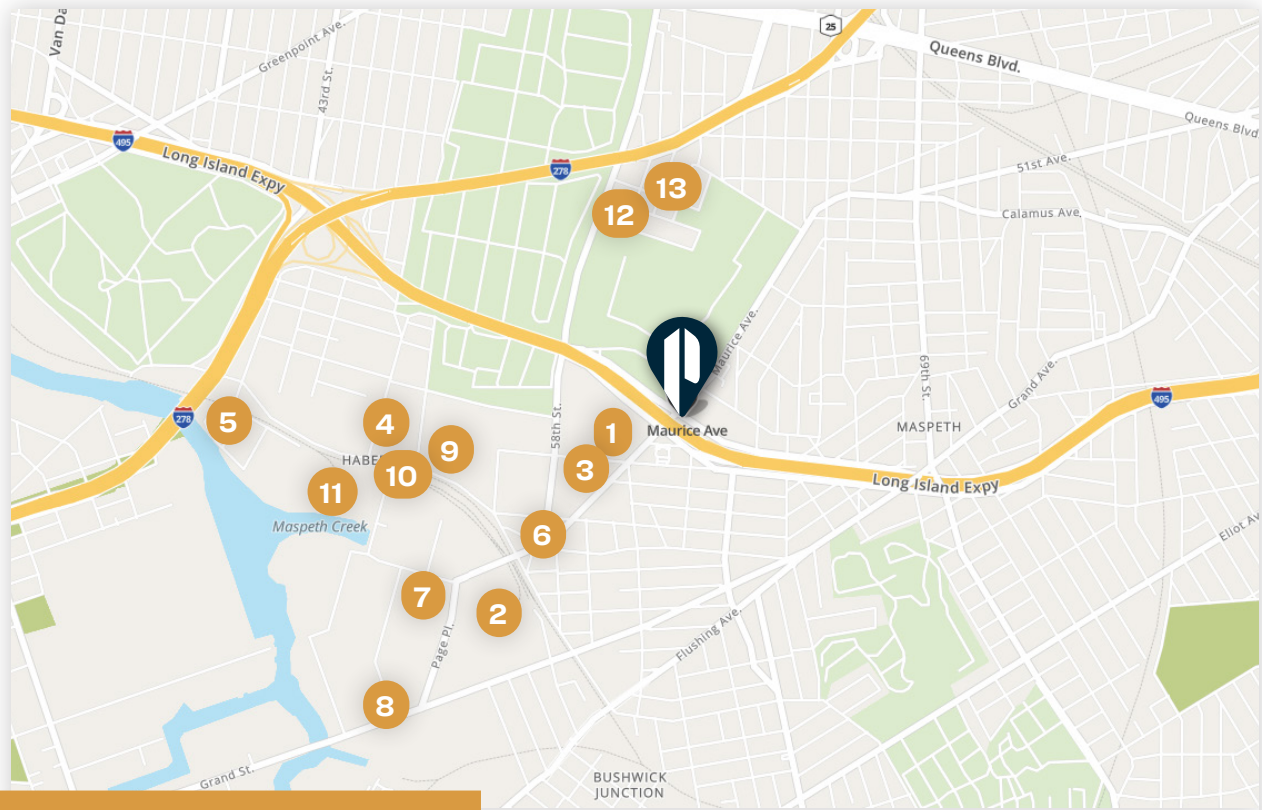 Van Da
Greenpoint Ave.
43rd St.
25
Queens Blvd.
Queens Blvd
495
Long Island Expy
278
51st Ave.
13
12
Calamus Ave.
Maurice Ave.
69th St.
Grand Ave.
495
278
5
4
58th St.
1
Maurice Ave
MASPETH
9
3
HABE
10
11
Long Island Expy
Maspeth Creek
6
Eliot Av
7
2
Flushing Ave.
Page Pl.
8
Grand St.
BUSHWICK
JUNCTION